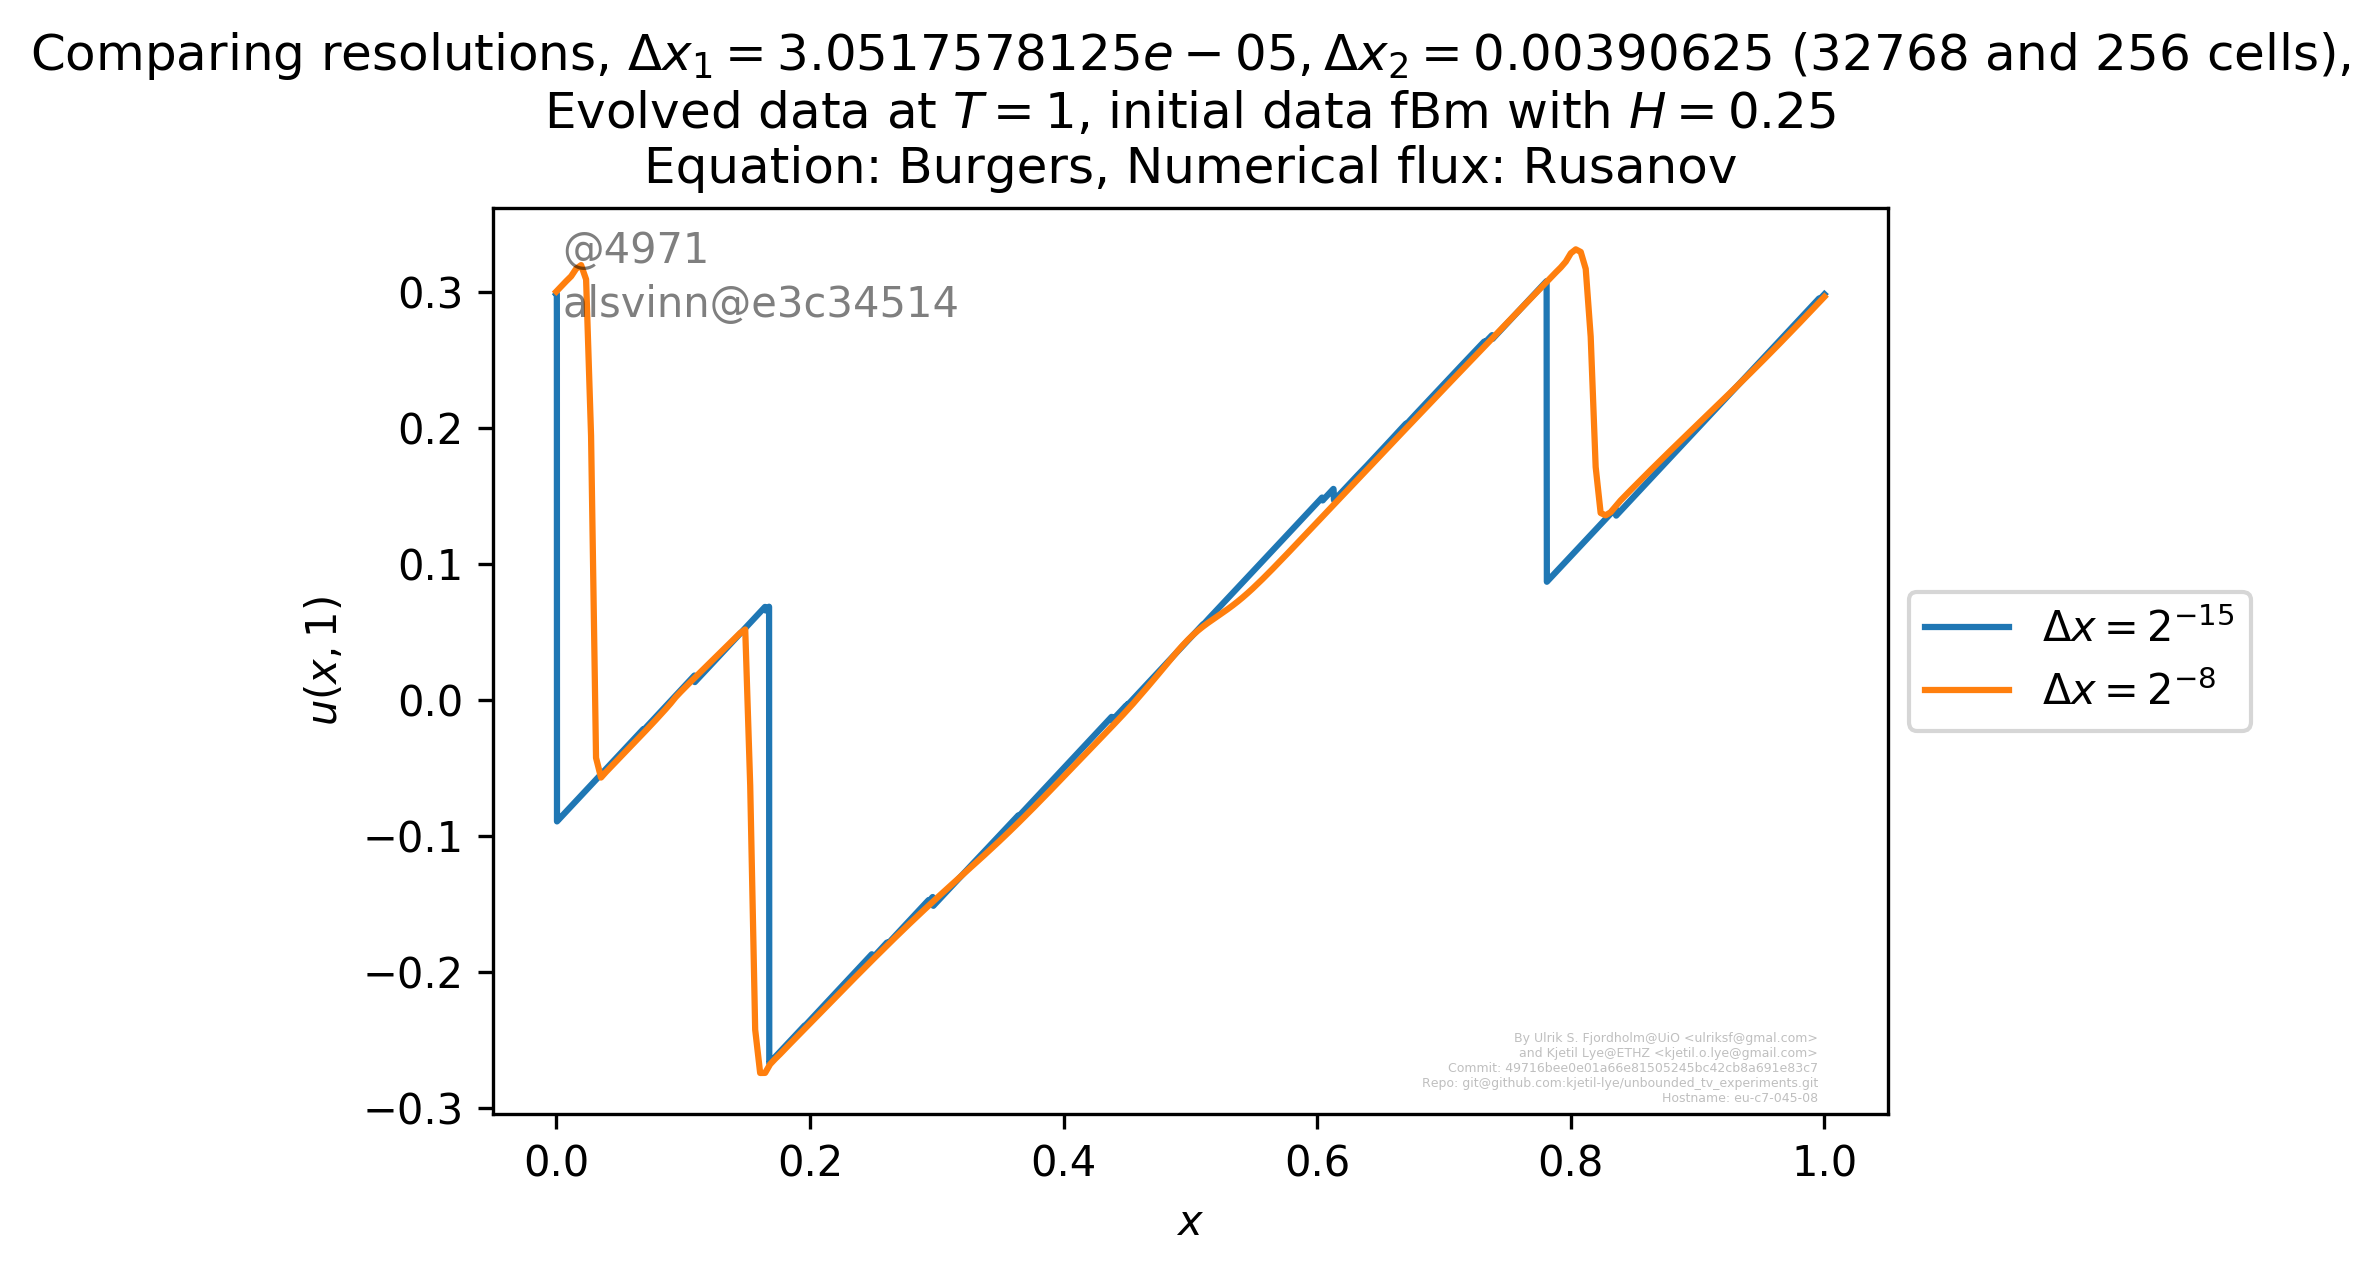 Comparing resolutions, Δx₁ = 3.0517578125e − 05, Δx₂ = 0.00390625 (32768 and 256 cells),
Evolved data at T = 1, initial data fBm with H = 0.25
Equation: Burgers, Numerical flux: Rusanov
@4971
alsvinn@e3c34514
0.3
0.2
0.1
0.0
−0.1
−0.2
−0.3
u(x, 1)
Δx = 2⁻¹⁵
Δx = 2⁻⁸
By Ulrik S. Fjordholm@UiO <ulriksf@gmal.com>
and Kjetil Lye@ETHZ <kjetil.o.lye@gmail.com>
Commit: 49716bee0e01a66e81505245bc42cb8a691e83c7
Repo: git@github.com:kjetil-lye/unbounded_tv_experiments.git
Hostname: eu-c7-045-08
0.0 0.2 0.4 0.6 0.8 1.0
x